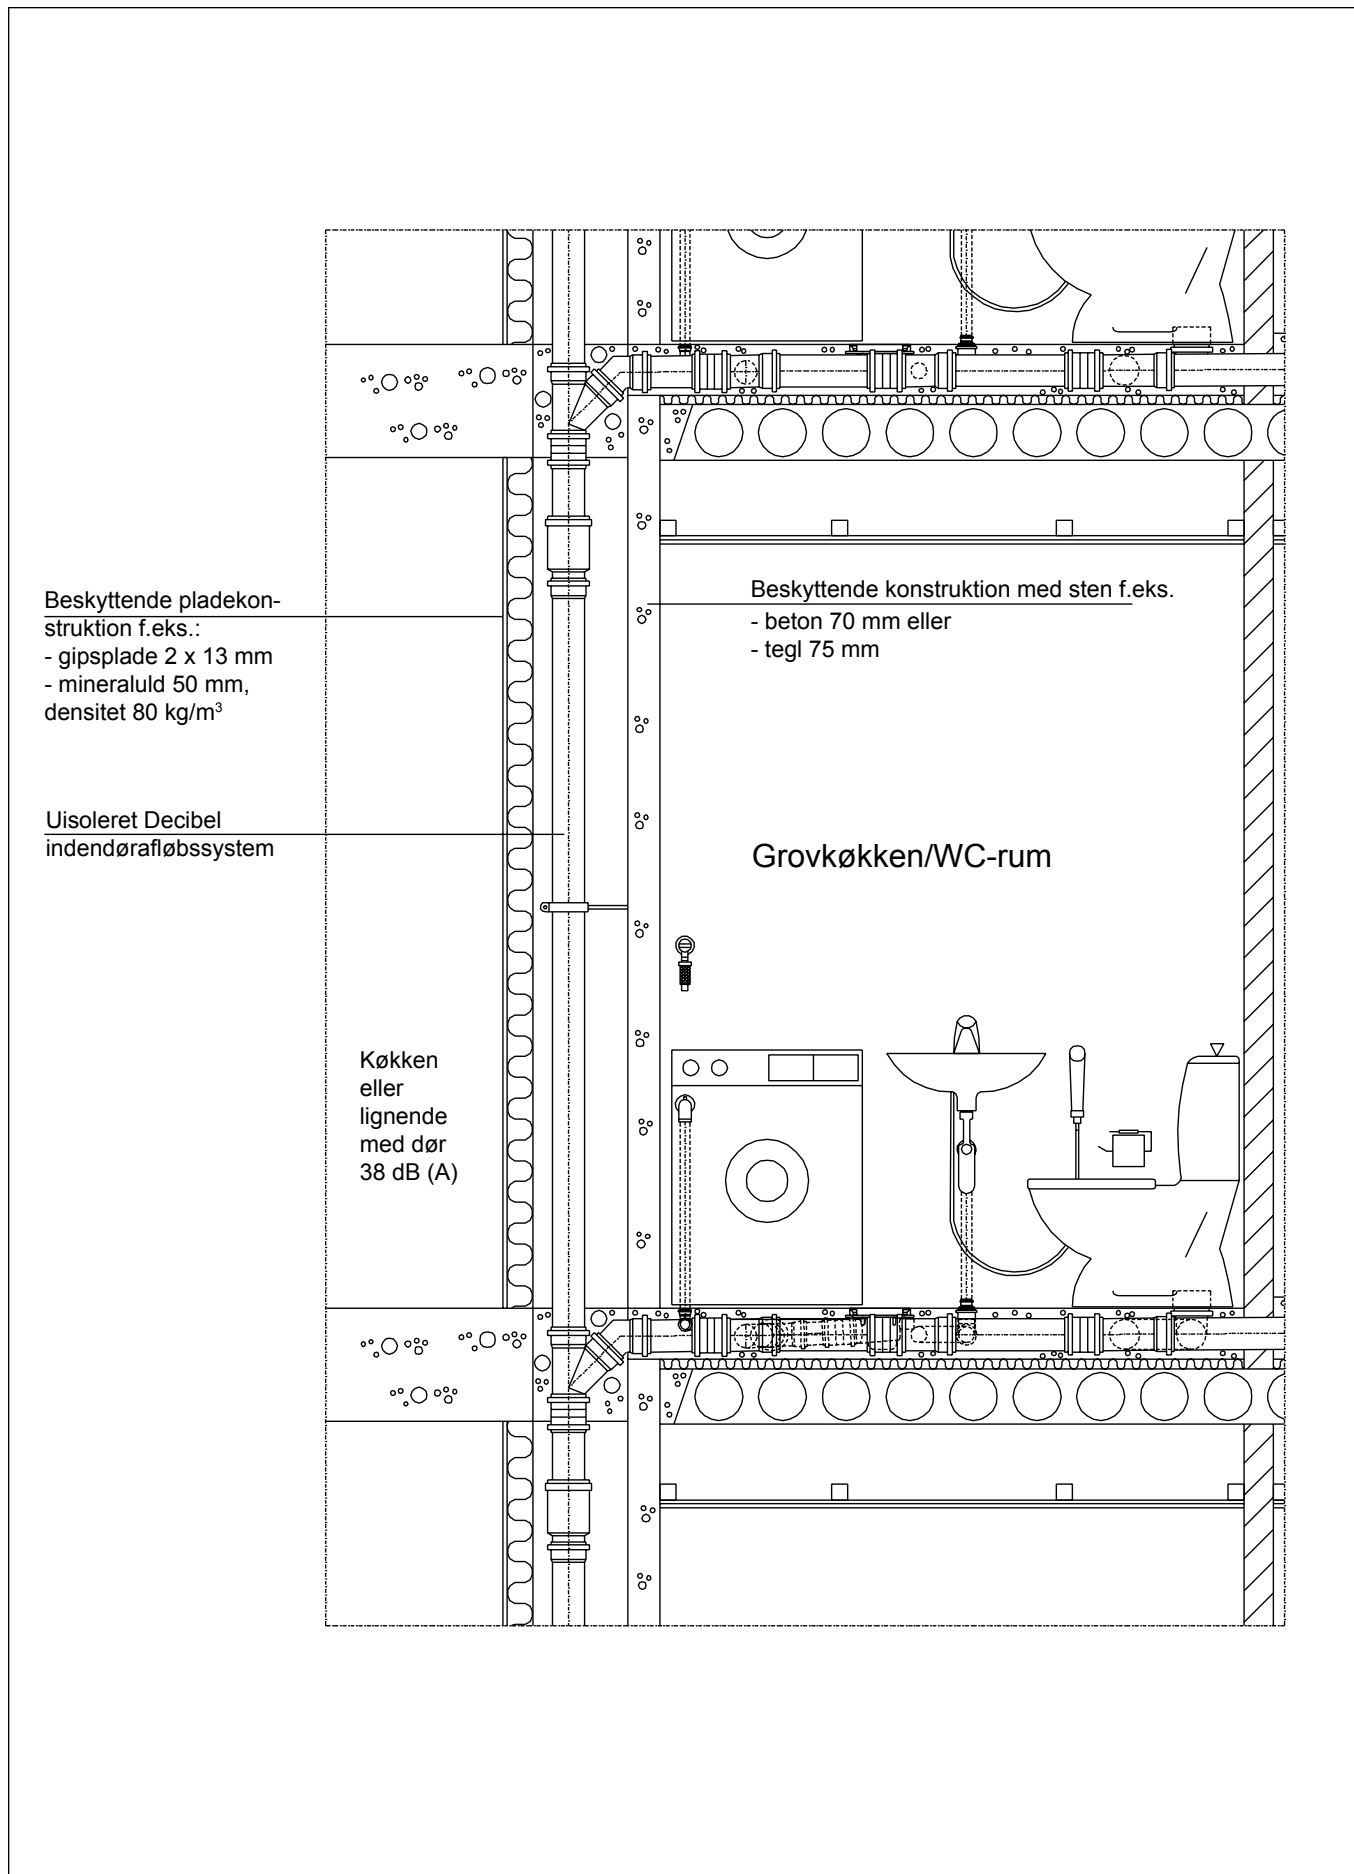 Beskyttende pladekon-
struktion f.eks.:
- gipsplade 2 x 13 mm
- mineraluld 50 mm,
densitet 80 kg/m³
Beskyttende konstruktion med sten f.eks.
- beton 70 mm eller
- tegl 75 mm
Uisoleret Decibel
indendørafløbssystem
Grovkøkken/WC-rum
Køkken
eller
lignende
med dør
38 dB (A)